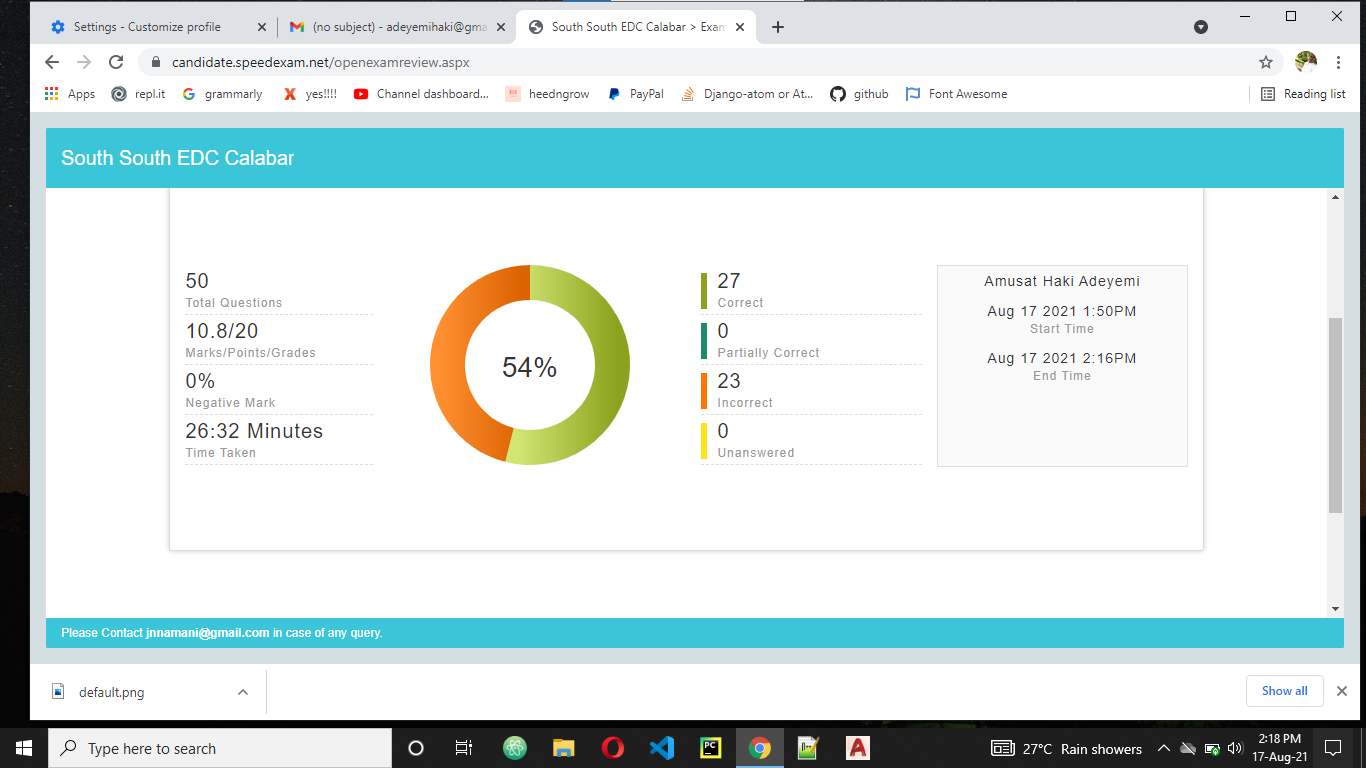 Settings - Customize profile
(no subject) - adeyemihaki@gma
South South EDC Calabar > Exam
candidate.speedexam.net/openexamreview.aspx
Apps repl.it grammarly yes!!!! Channel dashboard... heedngrow PayPal Django-atom or At... github Font Awesome Reading list
South South EDC Calabar
50
Total Questions
10.8/20
Marks/Points/Grades
0%
Negative Mark
26:32 Minutes
Time Taken
54%
27
Correct
0
Partially Correct
23
Incorrect
0
Unanswered
Amusat Haki Adeyemi
Aug 17 2021 1:50PM
Start Time
Aug 17 2021 2:16PM
End Time
Please Contact jnnamani@gmail.com in case of any query.
default.png
Show all
Type here to search
27°C Rain showers
2:18 PM
17-Aug-21